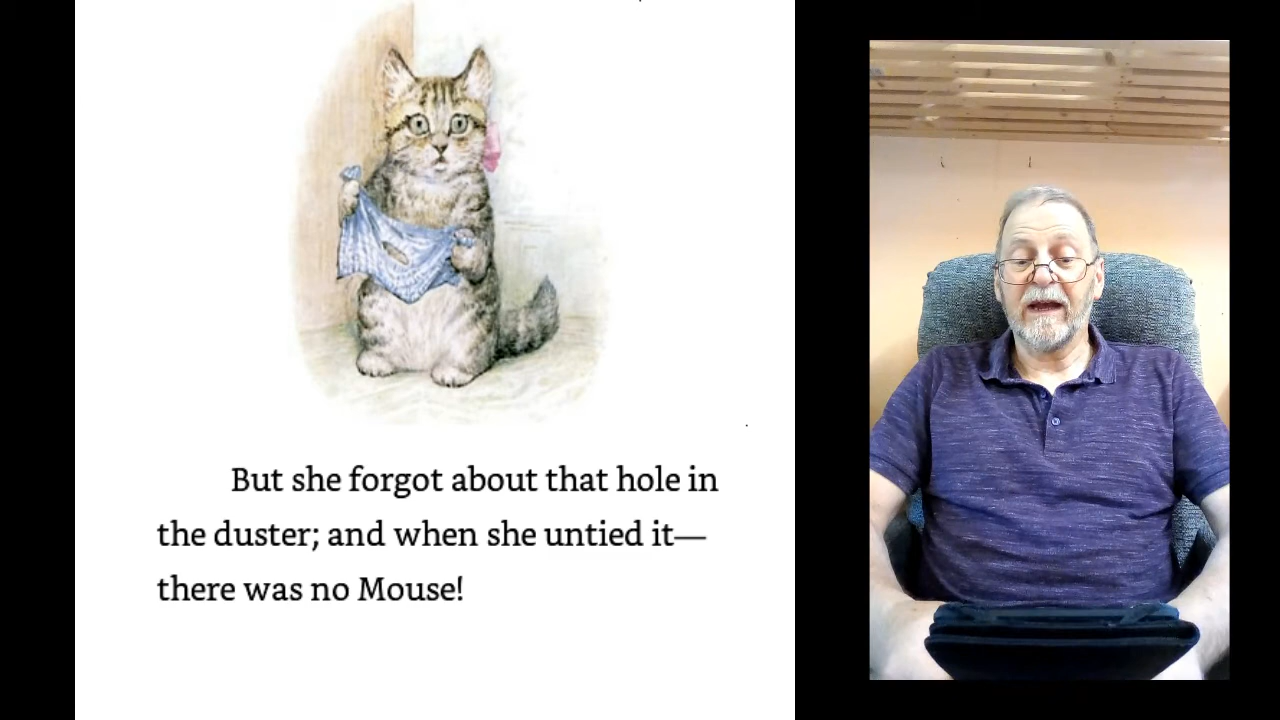 But she forgot about that hole in
the duster; and when she untied it—
there was no Mouse!